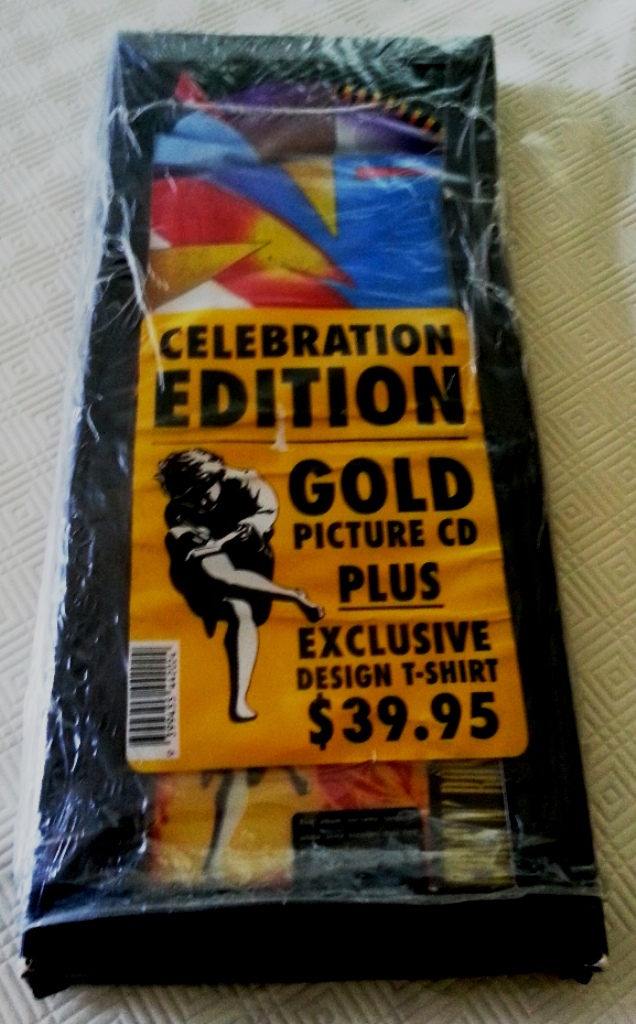 CELEBRATION
EDITION
GOLD
PICTURE CD
PLUS
EXCLUSIVE
DESIGN T-SHIRT
$39.95